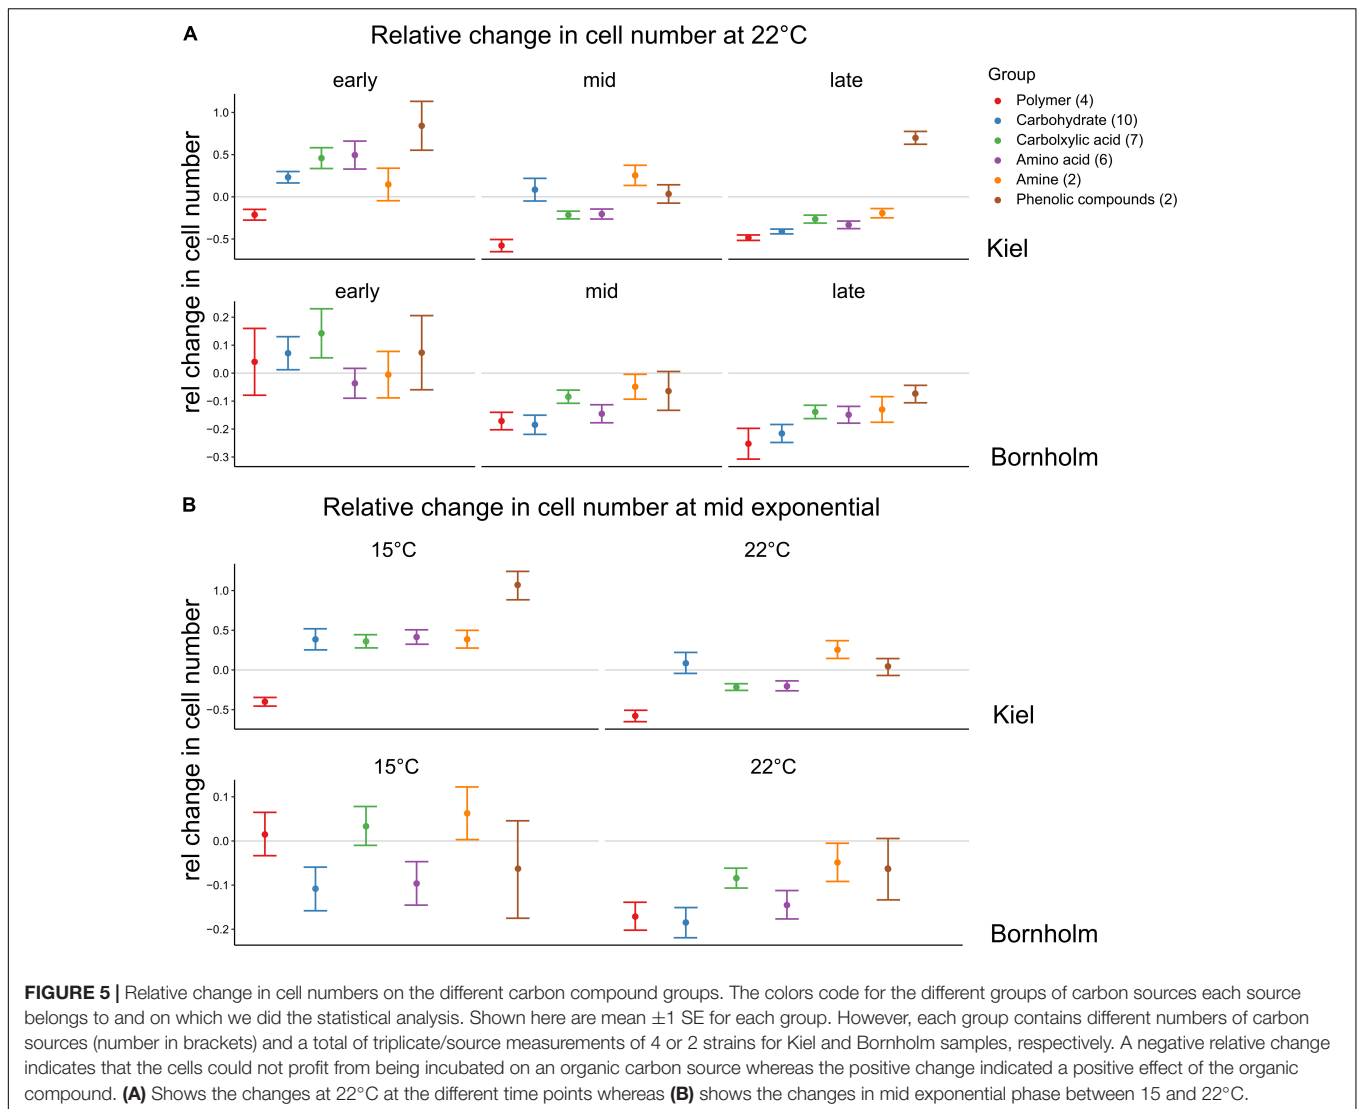 A
Relative change in cell number at 22°C
early
mid
late
rel change in cell number
1.0
0.5
0.0
−0.5
Group
Polymer (4)
Carbohydrate (10)
Carbolxylic acid (7)
Amino acid (6)
Amine (2)
Phenolic compounds (2)
Kiel
early
mid
late
0.2
0.1
0.0
−0.1
−0.2
−0.3
Bornholm
B
Relative change in cell number at mid exponential
15°C
22°C
rel change in cell number
1.0
0.5
0.0
−0.5
Kiel
15°C
22°C
0.1
0.0
−0.1
−0.2
Bornholm
FIGURE 5 | Relative change in cell numbers on the different carbon compound groups. The colors code for the different groups of carbon sources each source
belongs to and on which we did the statistical analysis. Shown here are mean ±1 SE for each group. However, each group contains different numbers of carbon
sources (number in brackets) and a total of triplicate/source measurements of 4 or 2 strains for Kiel and Bornholm samples, respectively. A negative relative change
indicates that the cells could not profit from being incubated on an organic carbon source whereas the positive change indicated a positive effect of the organic
compound. (A) Shows the changes at 22°C at the different time points whereas (B) shows the changes in mid exponential phase between 15 and 22°C.